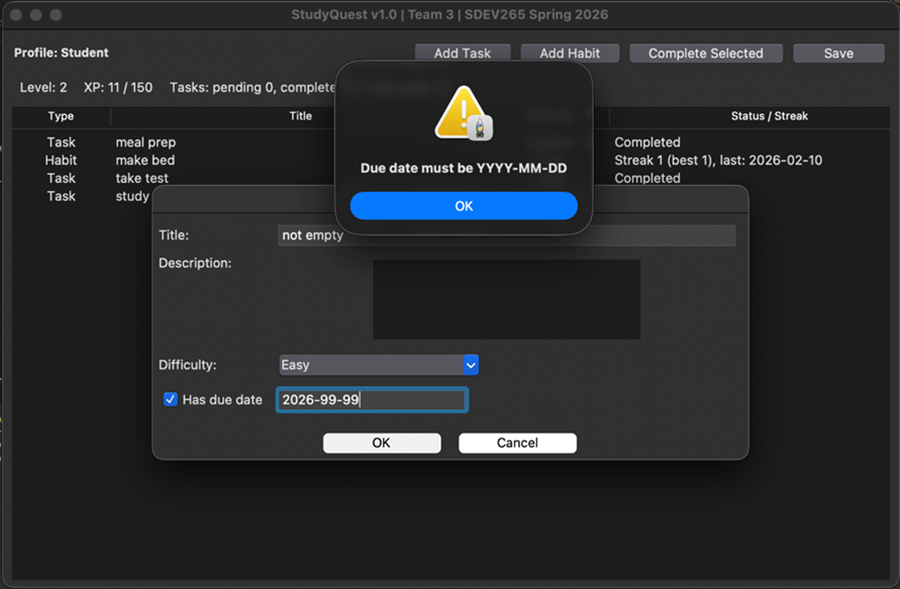 StudyQuest v1.0 | Team 3 | SDEV265 Spring 2026
Profile: Student
Add Task
Add Habit
Complete Selected
Save
Level: 2 XP: 11 / 150 Tasks: pending 0, complete
Type Title Status / Streak
Task meal prep Completed
Habit make bed Streak 1 (best 1), last: 2026-02-10
Task take test Completed
Task study
Due date must be YYYY-MM-DD
OK
Title: not empty
Description:
Difficulty: Easy
Has due date 2026-99-99
OK Cancel